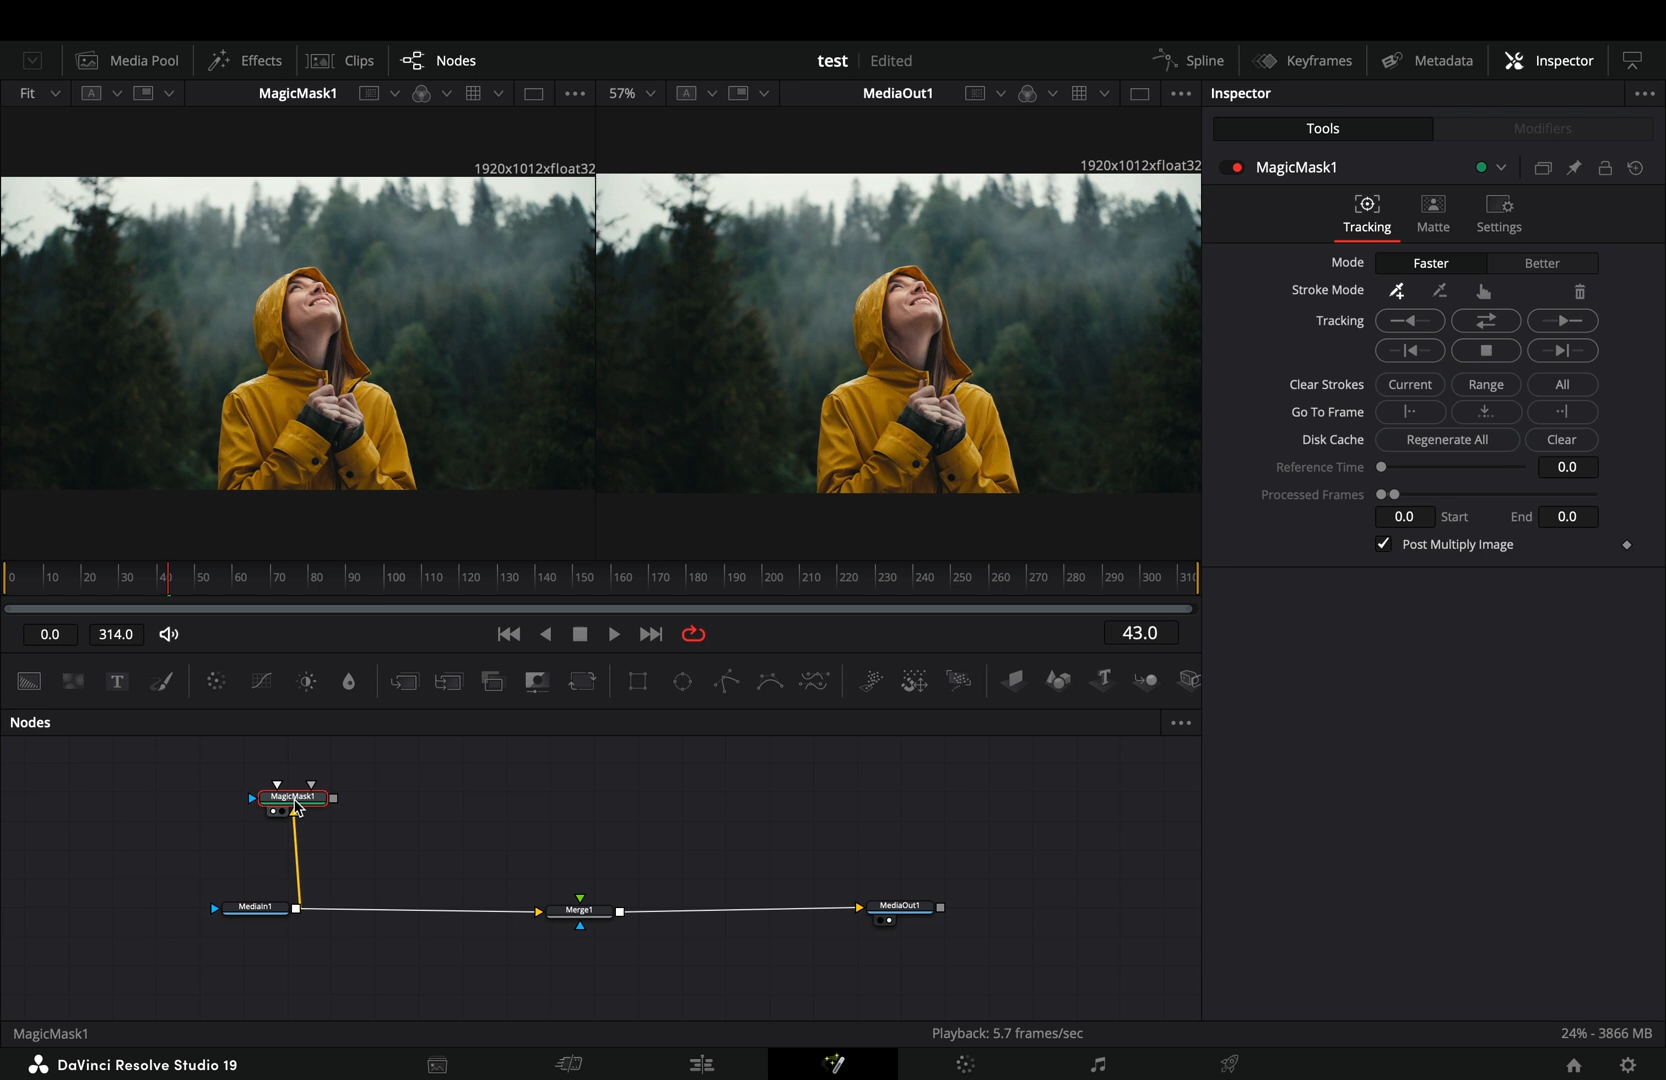 Media Pool Effects Clips Nodes test Edited Spline Keyframes Metadata Inspector
Fit A MagicMask1 57% A MediaOut1 Inspector
Tools Modifiers
1920x1012xfloat32 1920x1012xfloat32
MagicMask1
Tracking Matte Settings
Mode Faster Better
Stroke Mode
Tracking
Clear Strokes Current Range All
Go To Frame
Disk Cache Regenerate All Clear
Reference Time 0.0
Processed Frames
0.0 Start End 0.0
Post Multiply Image
0 10 20 30 40 50 60 70 80 90 100 110 120 130 140 150 160 170 180 190 200 210 220 230 240 250 260 270 280 290 300 310
0.0 314.0 43.0
T T
Nodes
MagicMask1
MediaIn1 Merge1 MediaOut1
MagicMask1 Playback: 5.7 frames/sec 24% - 3866 MB
DaVinci Resolve Studio 19